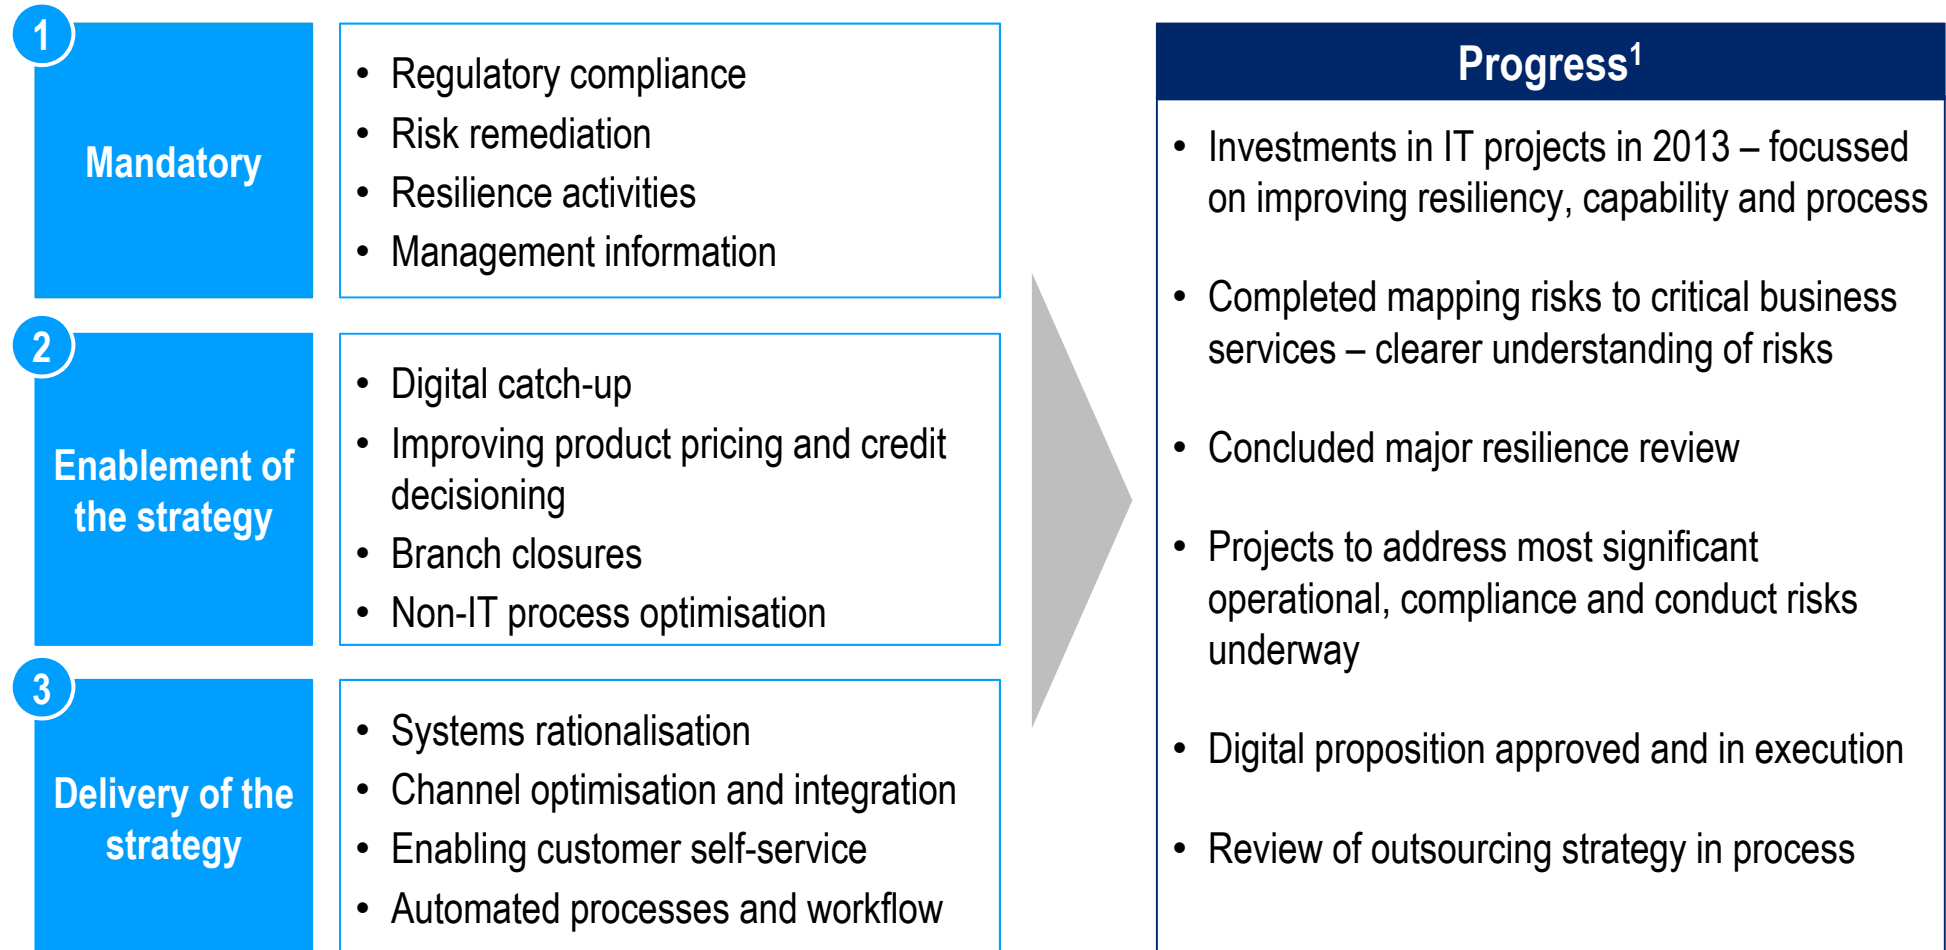 1
Mandatory
• Regulatory compliance
• Risk remediation
• Resilience activities
• Management information
2
Enablement of
the strategy
• Digital catch-up
• Improving product pricing and credit
decisioning
• Branch closures
• Non-IT process optimisation
3
Delivery of the
strategy
• Systems rationalisation
• Channel optimisation and integration
• Enabling customer self-service
• Automated processes and workflow
Progress¹
• Investments in IT projects in 2013 – focussed
on improving resiliency, capability and process
• Completed mapping risks to critical business
services – clearer understanding of risks
• Concluded major resilience review
• Projects to address most significant
operational, compliance and conduct risks
underway
• Digital proposition approved and in execution
• Review of outsourcing strategy in process